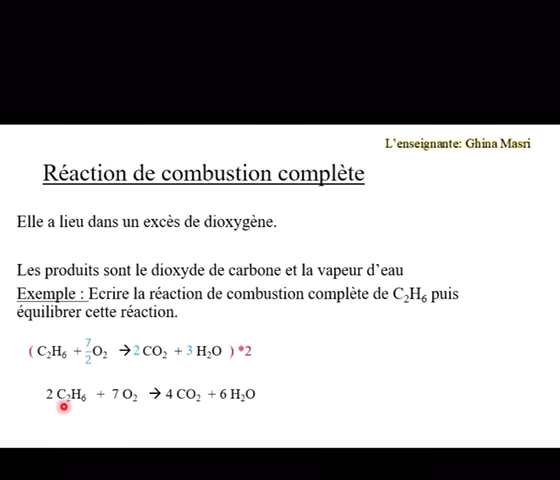 L'enseignante: Ghina Masri
Réaction de combustion complète
Elle a lieu dans un excès de dioxygène.
Les produits sont le dioxyde de carbone et la vapeur d'eau
Exemple : Ecrire la réaction de combustion complète de C₂H₆ puis
équilibrer cette réaction.
( C₂H₆ + 7/2 O₂ → 2 CO₂ + 3 H₂O ) *2
2 C₂H₆ + 7 O₂ → 4 CO₂ + 6 H₂O